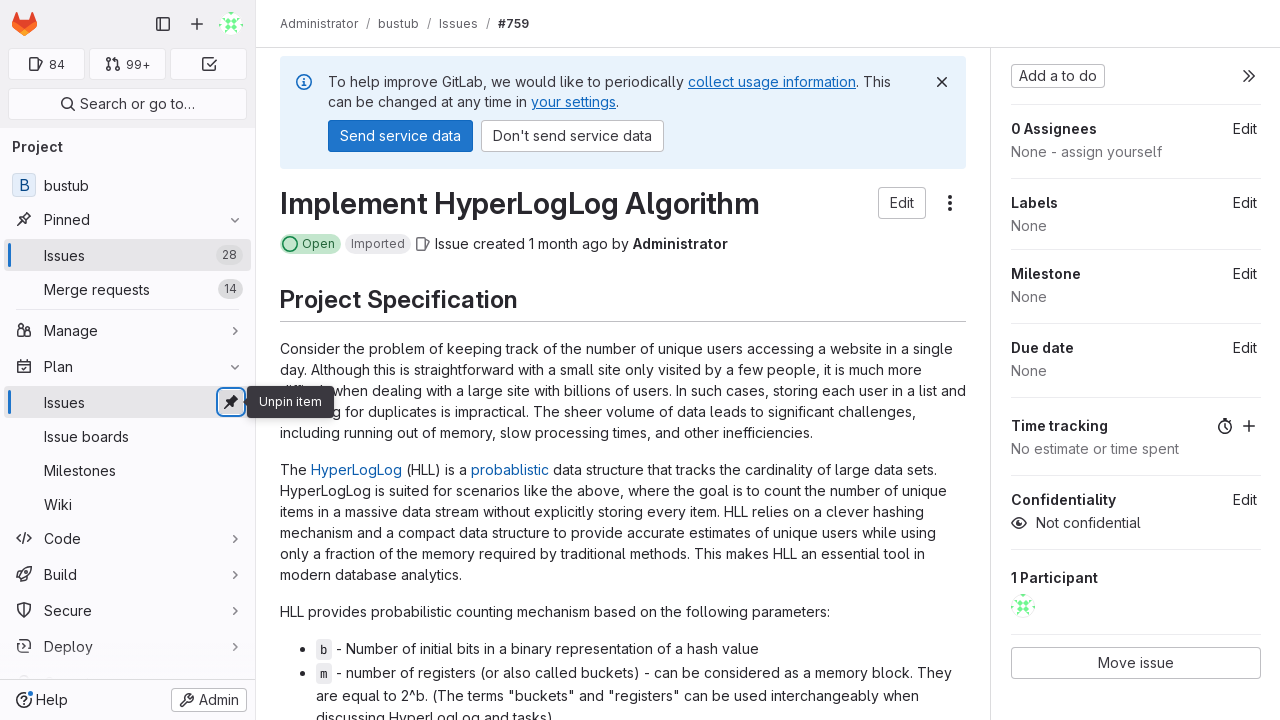 84
99+
Search or go to…
Project
B bustub
Pinned
Issues 28
Merge requests 14
Manage
Plan
Issues
Unpin item
Issue boards
Milestones
Wiki
Code
Build
Secure
Deploy
Help
Admin
Administrator / bustub / Issues / #759
To help improve GitLab, we would like to periodically collect usage information. This
can be changed at any time in your settings.
Send service data
Don't send service data
Implement HyperLogLog Algorithm
Edit
Open Imported Issue created 1 month ago by Administrator
Project Specification
Consider the problem of keeping track of the number of unique users accessing a website in a single
day. Although this is straightforward with a small site only visited by a few people, it is much more
when dealing with a large site with billions of users. In such cases, storing each user in a list and
for duplicates is impractical. The sheer volume of data leads to significant challenges,
including running out of memory, slow processing times, and other inefficiencies.
The HyperLogLog (HLL) is a probablistic data structure that tracks the cardinality of large data sets.
HyperLogLog is suited for scenarios like the above, where the goal is to count the number of unique
items in a massive data stream without explicitly storing every item. HLL relies on a clever hashing
mechanism and a compact data structure to provide accurate estimates of unique users while using
only a fraction of the memory required by traditional methods. This makes HLL an essential tool in
modern database analytics.
HLL provides probabilistic counting mechanism based on the following parameters:
• b - Number of initial bits in a binary representation of a hash value
• m - number of registers (or also called buckets) - can be considered as a memory block. They
are equal to 2^b. (The terms "buckets" and "registers" can be used interchangeably when
discussing HyperLogLog and tasks)
Add a to do
0 Assignees Edit
None - assign yourself
Labels Edit
None
Milestone Edit
None
Due date Edit
None
Time tracking
No estimate or time spent
Confidentiality Edit
Not confidential
1 Participant
Move issue